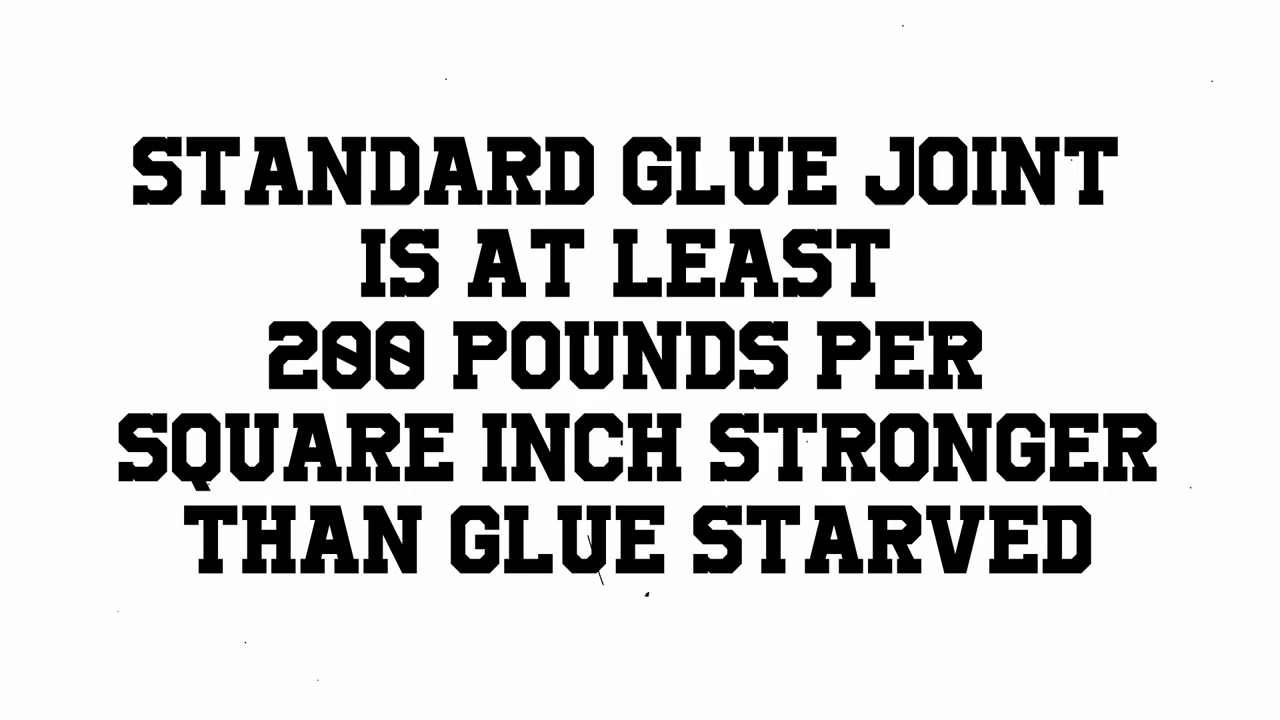 STANDARD GLUE JOINT
IS AT LEAST
200 POUNDS PER
SQUARE INCH STRONGER
THAN GLUE STARVED